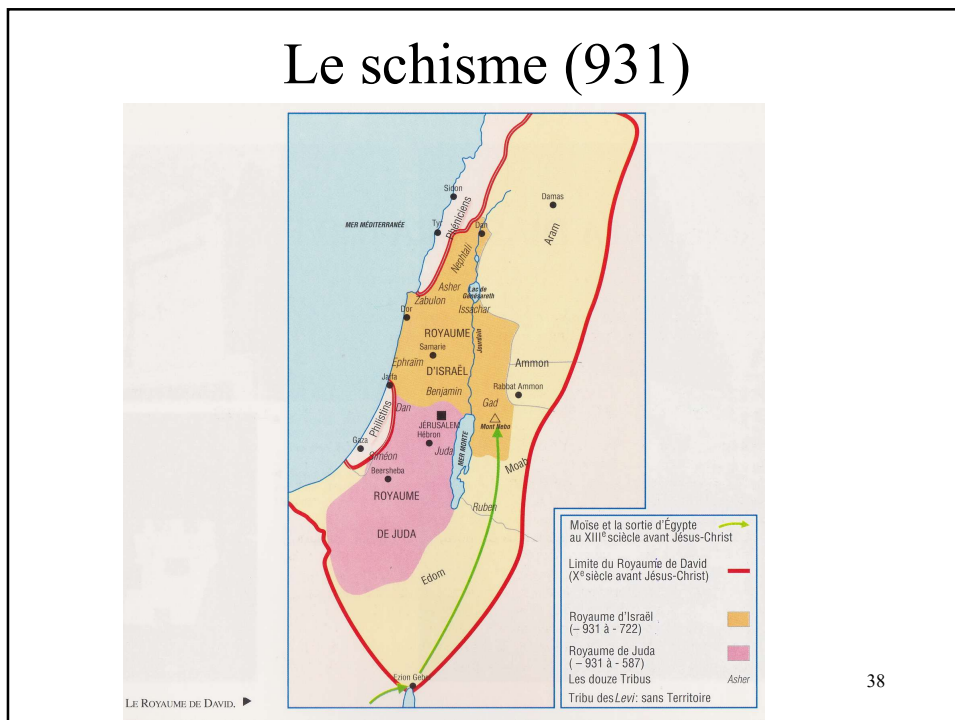 Le schisme (931)
Sidon
Damas
MER MÉDITERRANÉE
Tyr
Phéniciens
Dan
Aram
Nephtali
Asher
Lac de
Génésareth
Zabulon
Issachar
Dor
ROYAUME
Jourdain
Samarie
Ephraïm
D'ISRAËL
Ammon
Jaffa
Rabbat Ammon
Benjamin
Gad
Dan
Philistins
JÉRUSALEM
Mont Nebo
Hébron
Gaza
Juda
MER MORTE
Siméon
Moab
Beersheba
ROYAUME
Ruben
DE JUDA
Edom
Ezion Geber
Moïse et la sortie d'Égypte
au XIIIe sciècle avant Jésus-Christ
Limite du Royaume de David
(Xe siècle avant Jésus-Christ)
Royaume d'Israël
(– 931 à - 722)
Royaume de Juda
( – 931 à - 587)
Les douze Tribus Asher
Tribu des Levi : sans Territoire
LE ROYAUME DE DAVID.
38